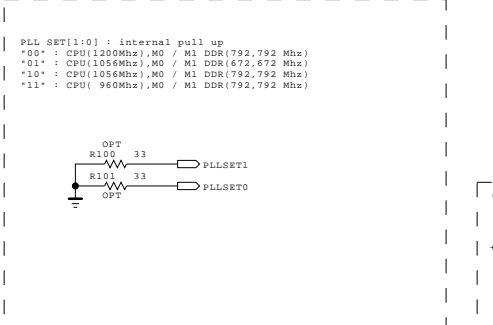 PLL SET[1:0] : internal pull up
"00" : CPU(1200Mhz),M0 / M1 DDR(792,792 Mhz)
"01" : CPU(1056Mhz),M0 / M1 DDR(672,672 Mhz)
"10" : CPU(1056Mhz),M0 / M1 DDR(792,792 Mhz)
"11" : CPU( 960Mhz),M0 / M1 DDR(792,792 Mhz)
OPT
R100 33
PLLSET1
R101 33
PLLSET0
OPT